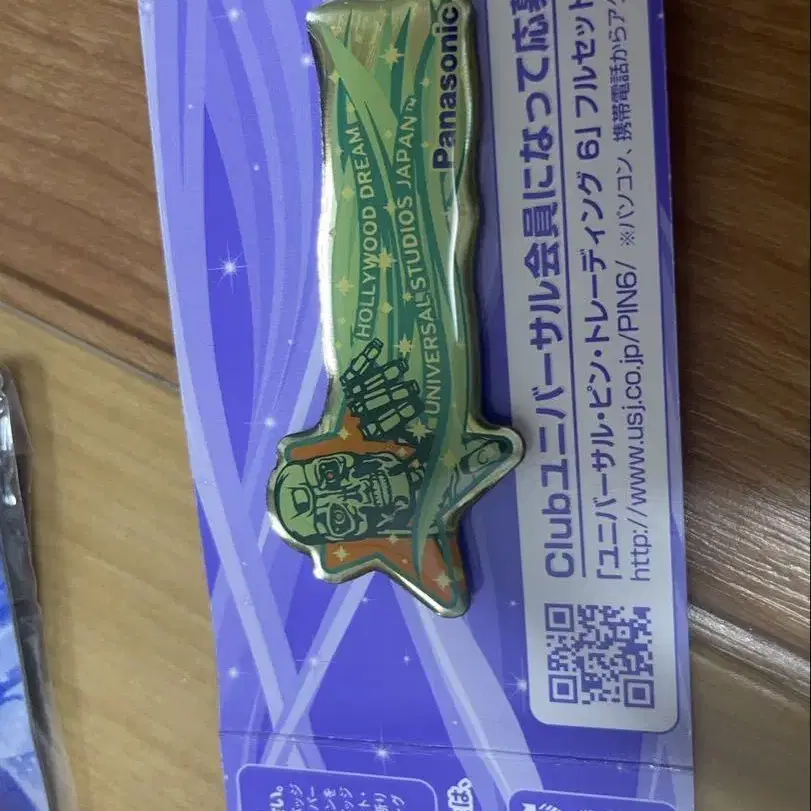 HOLLYWOOD DREAM
UNIVERSAL STUDIOS JAPAN™
Panasonic
Clubユニバーサル会員になって応募
「ユニバーサル・ピン・トレーディング 6」フルセット
http://www.usj.co.jp/PIN6/ ※パソコン、携帯電話からア